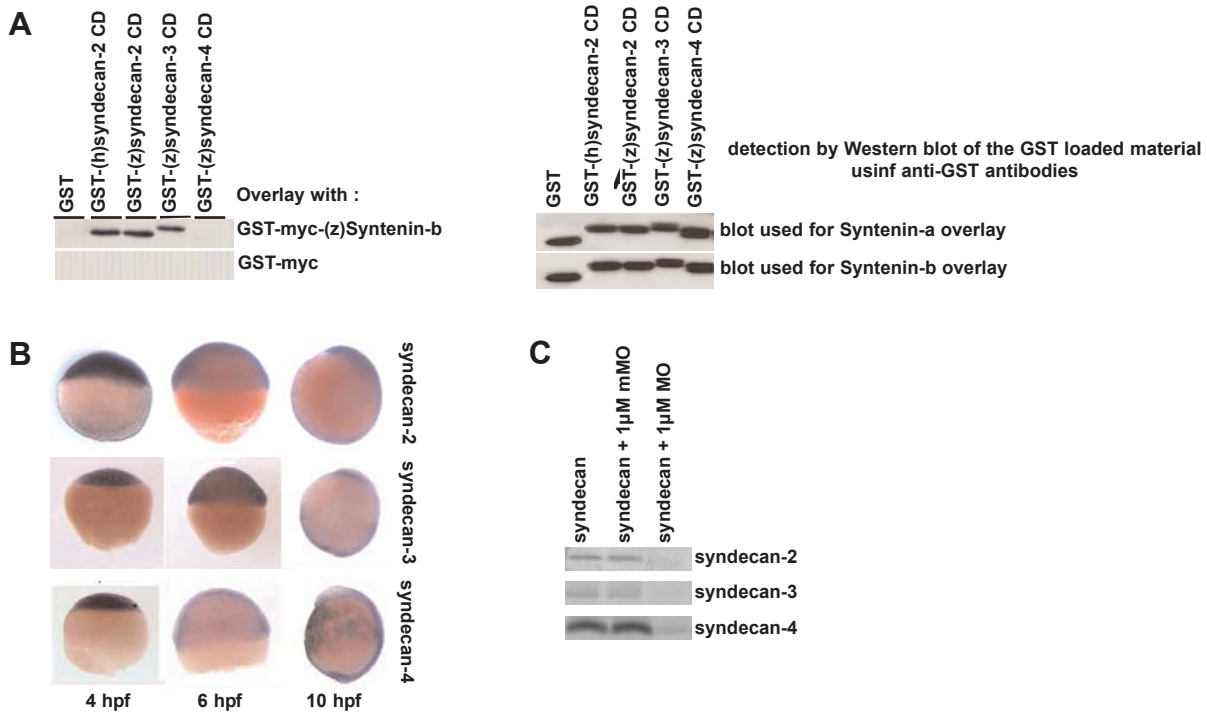 A
GST
GST-(h)syndecan-2 CD
GST-(z)syndecan-2 CD
GST-(z)syndecan-3 CD
GST-(z)syndecan-4 CD
Overlay with :
GST-myc-(z)Syntenin-b
GST-myc
GST
GST-(h)syndecan-2 CD
GST-(z)syndecan-2 CD
GST-(z)syndecan-3 CD
GST-(z)syndecan-4 CD
detection by Western blot of the GST loaded material
usinf anti-GST antibodies
blot used for Syntenin-a overlay
blot used for Syntenin-b overlay
B
syndecan-2
syndecan-3
syndecan-4
4 hpf
6 hpf
10 hpf
C
syndecan
syndecan + 1µM mMO
syndecan + 1µM MO
syndecan-2
syndecan-3
syndecan-4